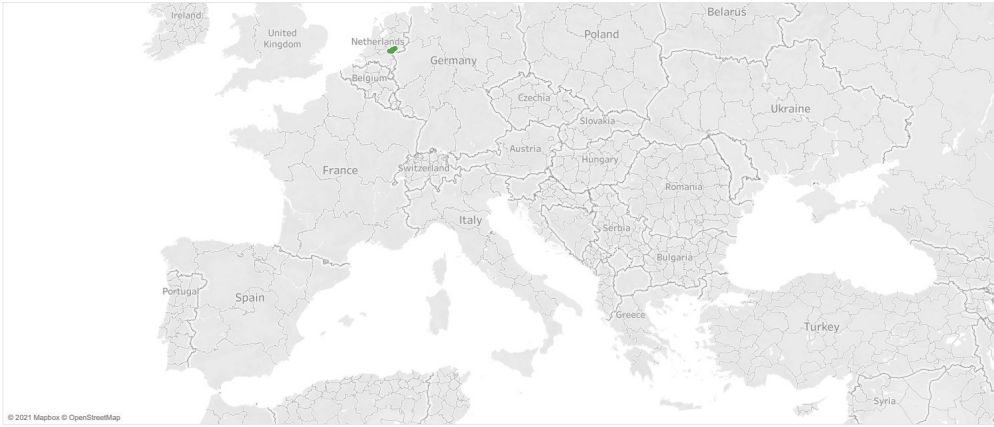 Ireland
United
Kingdom
Netherlands
Belgium
Germany
Poland
Belarus
Czechia
Slovakia
Ukraine
Austria
Hungary
France
Switzerland
Romania
Italy
Serbia
Bulgaria
Portugal
Spain
Greece
Turkey
Syria
© 2021 Mapbox © OpenStreetMap